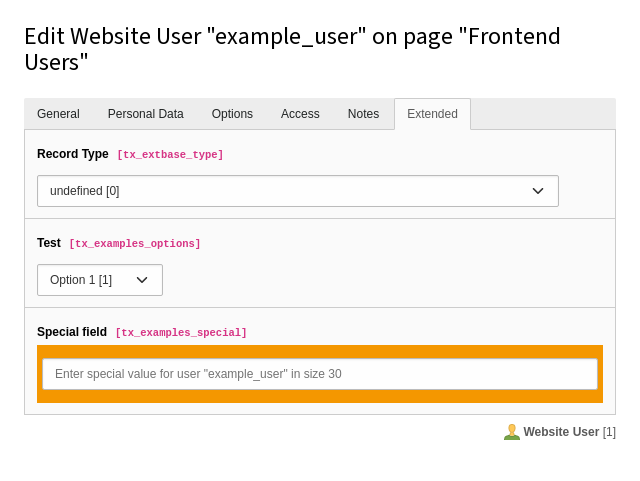 Edit Website User "example_user" on page "Frontend
Users"
General Personal Data Options Access Notes Extended
Record Type [tx_extbase_type]
undefined [0]
Test [tx_examples_options]
Option 1 [1]
Special field [tx_examples_special]
Enter special value for user "example_user" in size 30
Website User [1]